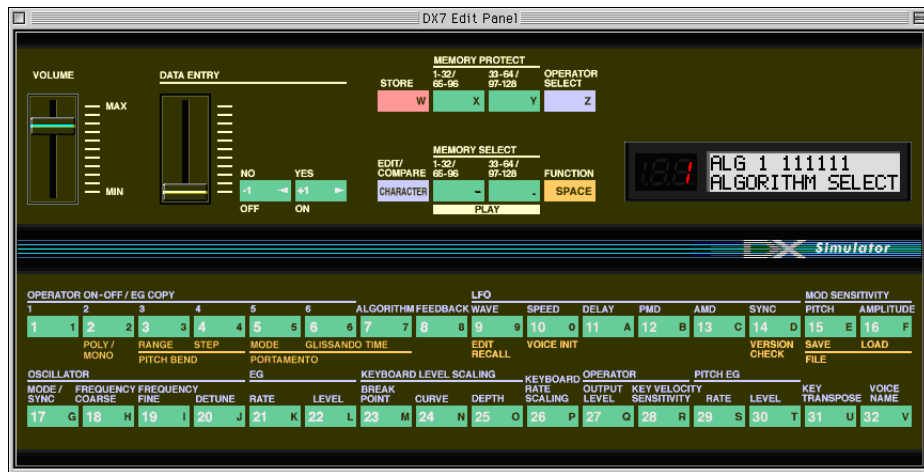 DX7 Edit Panel
VOLUME
MAX
MIN
DATA ENTRY
NO YES
-1 +1
OFF ON
MEMORY PROTECT
STORE 1-32/ 65-96 33-64/ 97-128 OPERATOR SELECT
W X Y Z
MEMORY SELECT
EDIT/ COMPARE 1-32/ 65-96 33-64/ 97-128 FUNCTION
CHARACTER - . SPACE
PLAY
1
ALG 1 111111
ALGORITHM SELECT
DX Simulator
OPERATOR ON-OFF / EG COPY LFO MOD SENSITIVITY
1 2 3 4 5 6 ALGORITHM FEEDBACK WAVE SPEED DELAY PMD AMD SYNC PITCH AMPLITUDE
1 1 2 2 3 3 4 4 5 5 6 6 7 7 8 8 9 9 10 0 11 A 12 B 13 C 14 D 15 E 16 F
POLY / MONO RANGE STEP MODE GLISSANDO TIME EDIT RECALL VOICE INIT VERSION CHECK SAVE LOAD
PITCH BEND PORTAMENTO FILE
OSCILLATOR EG KEYBOARD LEVEL SCALING OPERATOR PITCH EG
MODE / SYNC FREQUENCY COARSE FREQUENCY FINE DETUNE RATE LEVEL BREAK POINT CURVE DEPTH KEYBOARD RATE SCALING OUTPUT LEVEL KEY VELOCITY SENSITIVITY RATE LEVEL KEY TRANSPOSE VOICE NAME
17 G 18 H 19 I 20 J 21 K 22 L 23 M 24 N 25 O 26 P 27 Q 28 R 29 S 30 T 31 U 32 V